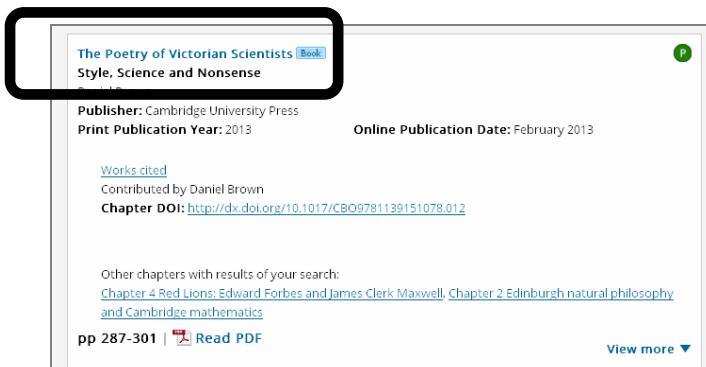 The Poetry of Victorian Scientists Book P
Style, Science and Nonsense
Publisher: Cambridge University Press
Print Publication Year: 2013 Online Publication Date: February 2013
Works cited
Contributed by Daniel Brown
Chapter DOI: http://dx.doi.org/10.1017/CBO9781139151078.012
Other chapters with results of your search:
Chapter 4 Red Lions: Edward Forbes and James Clerk Maxwell, Chapter 2 Edinburgh natural philosophy
and Cambridge mathematics
pp 287-301 | PDF Read PDF
View more ▼